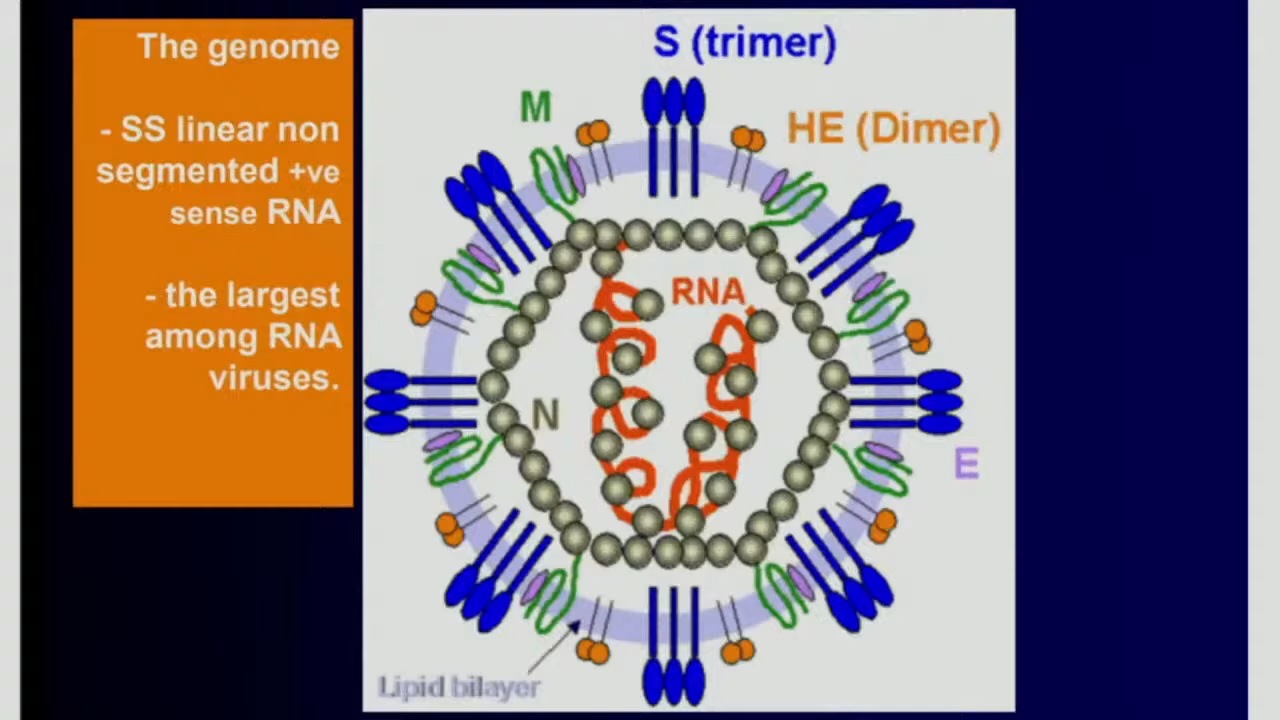 The genome
- SS linear non
segmented +ve
sense RNA
- the largest
among RNA
viruses.
S (trimer)
M
HE (Dimer)
RNA
N
E
Lipid bilayer